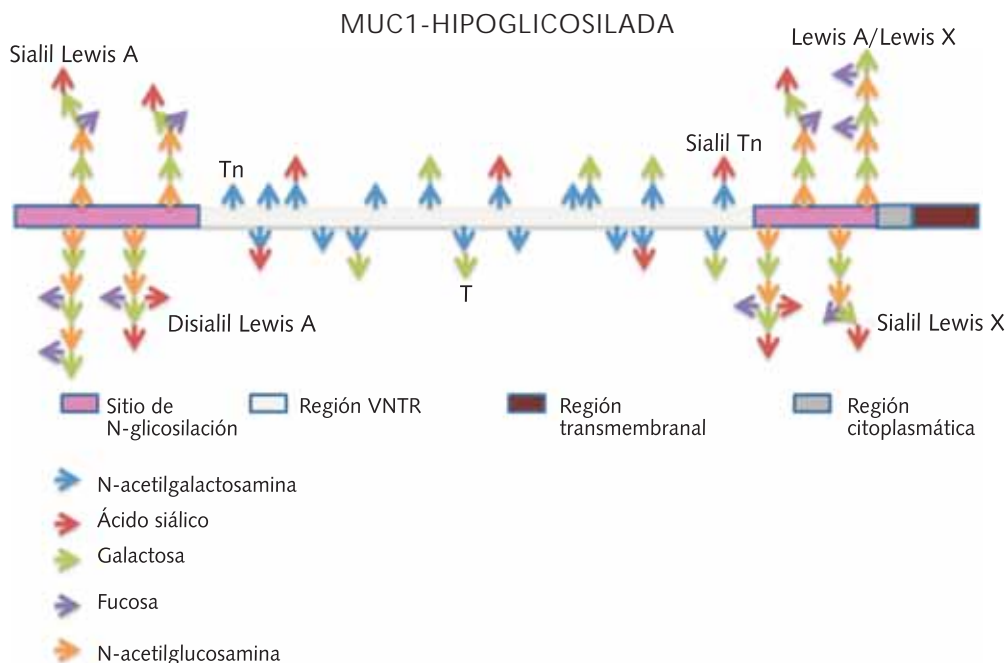 MUC1-HIPOGLICOSILADA
Sialil Lewis A
Lewis A/Lewis X
Tn
Sialil Tn
T
Disialil Lewis A
Sialil Lewis X
Sitio de
N-glicosilación
Región VNTR
Región
transmembranal
Región
citoplasmática
N-acetilgalactosamina
Ácido siálico
Galactosa
Fucosa
N-acetilglucosamina